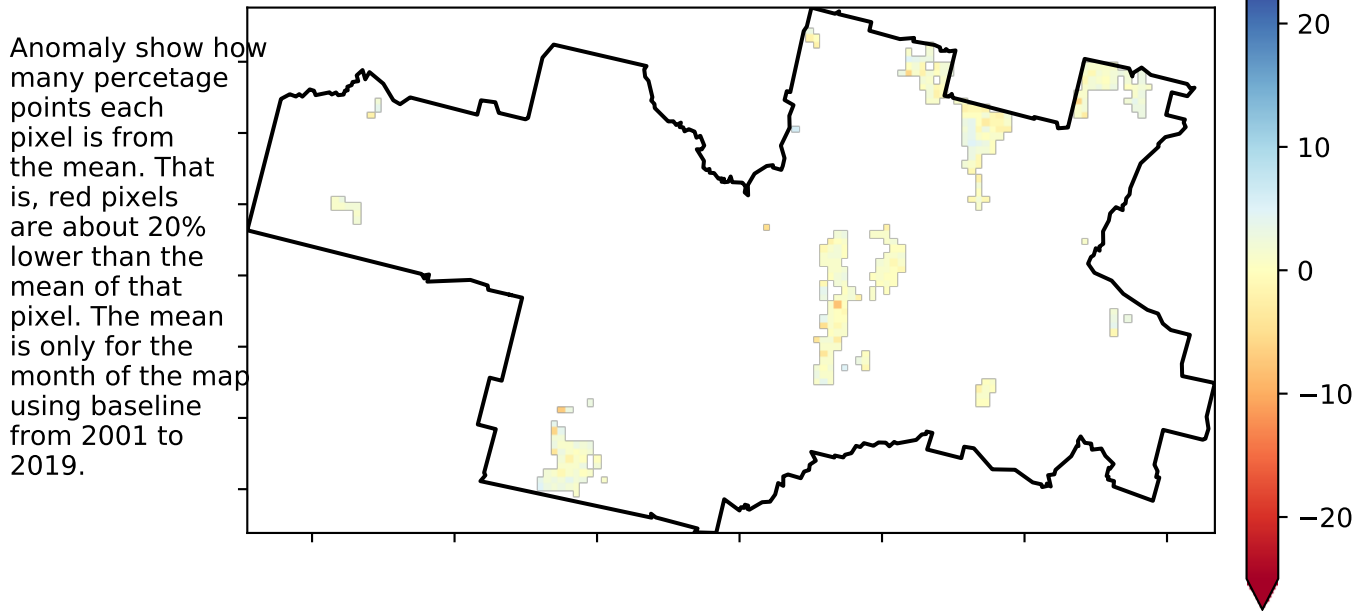 Anomaly show how
many percetage
points each
pixel is from
the mean. That
is, red pixels
are about 20%
lower than the
mean of that
pixel. The mean
is only for the
month of the map
using baseline
from 2001 to
2019.
20
10
0
−10
−20